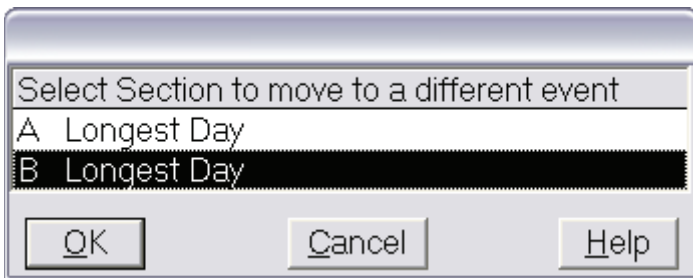 Select Section to move to a different event
A Longest Day
B Longest Day
OK Cancel Help